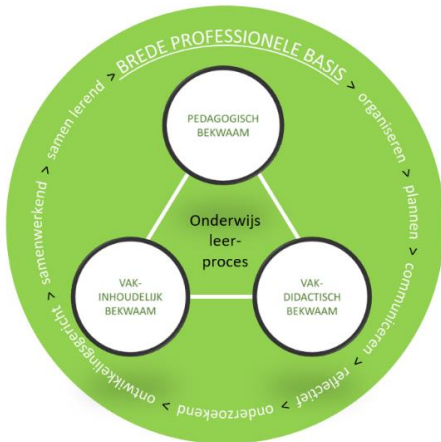 BREDE PROFESSIONELE BASIS > organiseren > plannen > communiceren > reflectief > onderzoekend > ontwikkelingsgericht > samenwerkend > samen lerend >
PEDAGOGISCH
BEKWAAM
Onderwijs
leer-
proces
VAK-
INHOUDELIJK
BEKWAAM
VAK-
DIDACTISCH
BEKWAAM